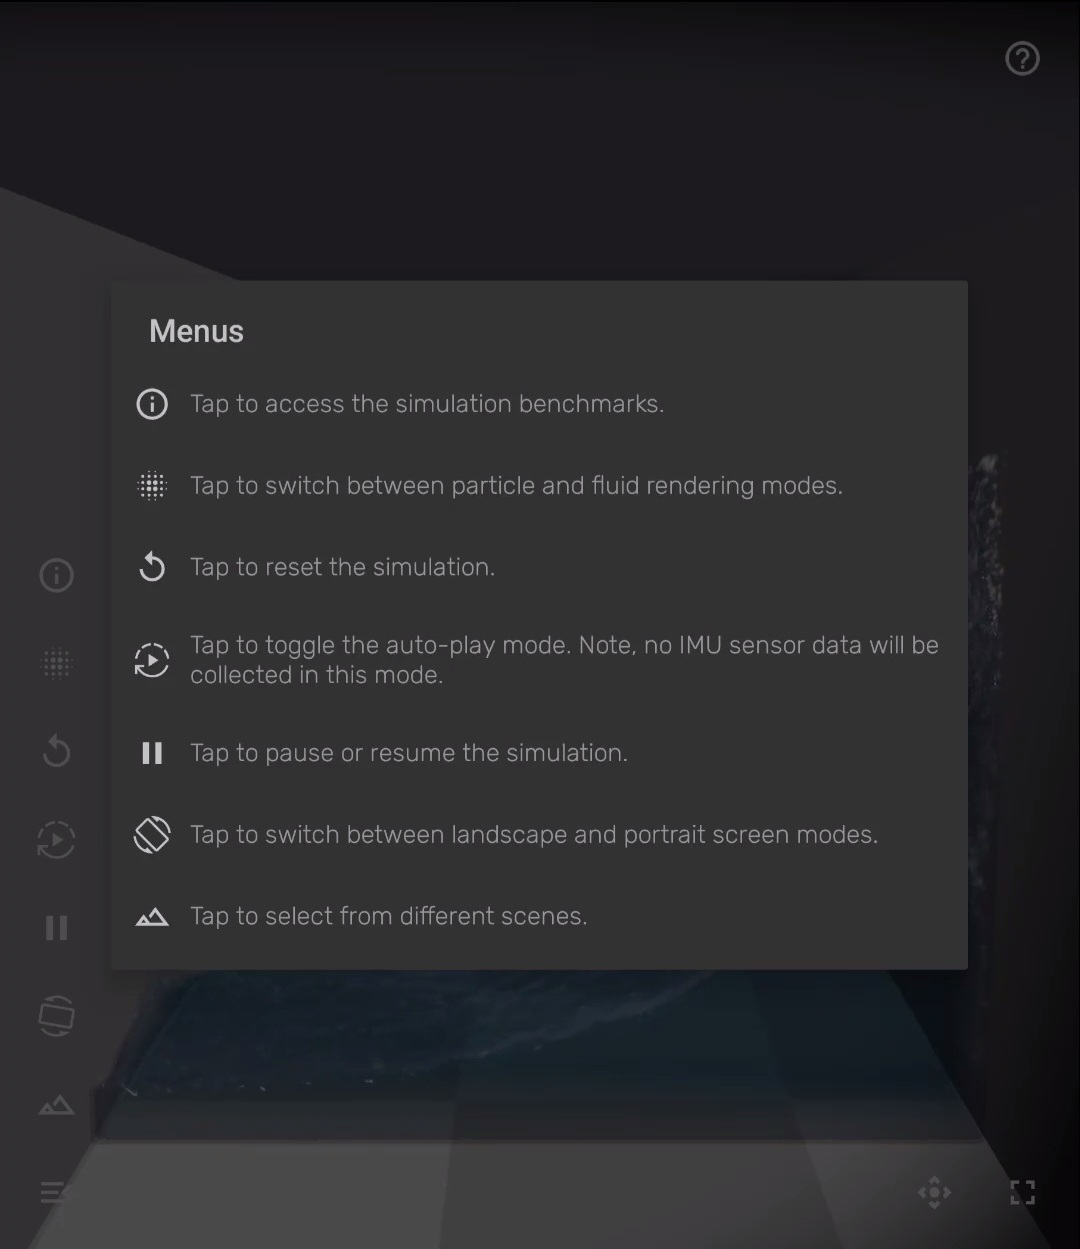 Menus
Tap to access the simulation benchmarks.
Tap to switch between particle and fluid rendering modes.
Tap to reset the simulation.
Tap to toggle the auto-play mode. Note, no IMU sensor data will be
collected in this mode.
Tap to pause or resume the simulation.
Tap to switch between landscape and portrait screen modes.
Tap to select from different scenes.